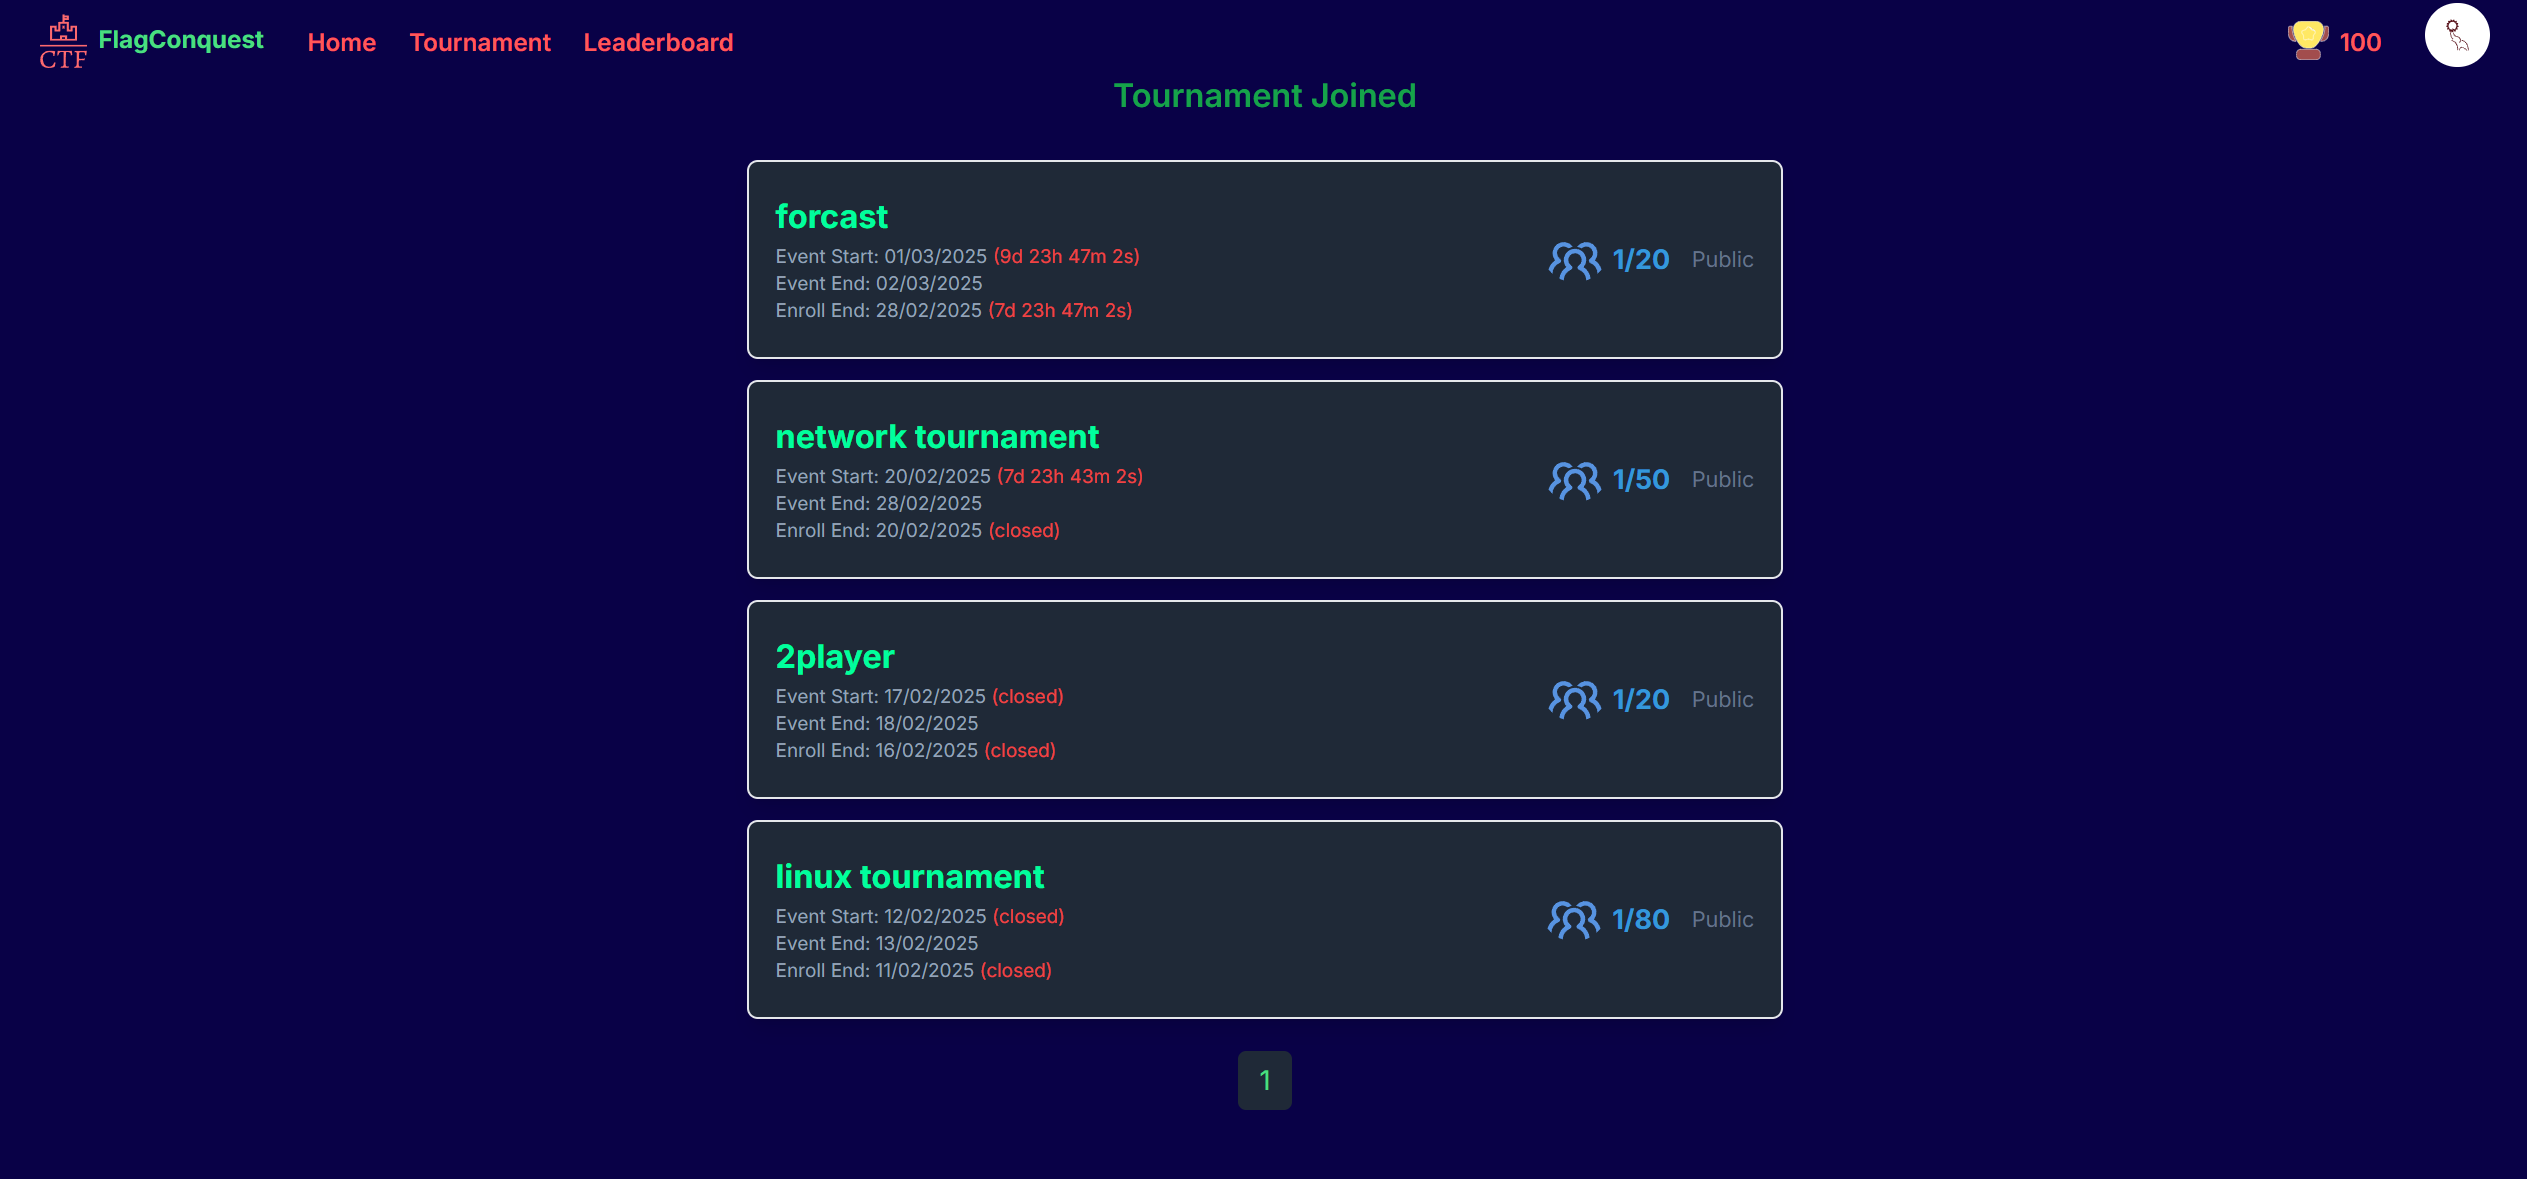 CTF
FlagConquest
Home
Tournament
Leaderboard
100
Tournament Joined
forcast
Event Start: 01/03/2025 (9d 23h 47m 2s)
Event End: 02/03/2025
Enroll End: 28/02/2025 (7d 23h 47m 2s)
1/20
Public
network tournament
Event Start: 20/02/2025 (7d 23h 43m 2s)
Event End: 28/02/2025
Enroll End: 20/02/2025 (closed)
1/50
Public
2player
Event Start: 17/02/2025 (closed)
Event End: 18/02/2025
Enroll End: 16/02/2025 (closed)
1/20
Public
linux tournament
Event Start: 12/02/2025 (closed)
Event End: 13/02/2025
Enroll End: 11/02/2025 (closed)
1/80
Public
1